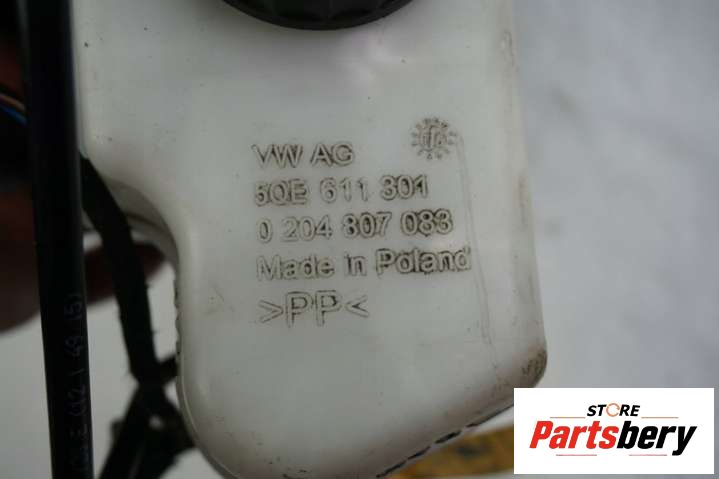 VW AG
5QE 611 301
0 204 807 083
Made in Poland
>PP<
STORE
Partsbery